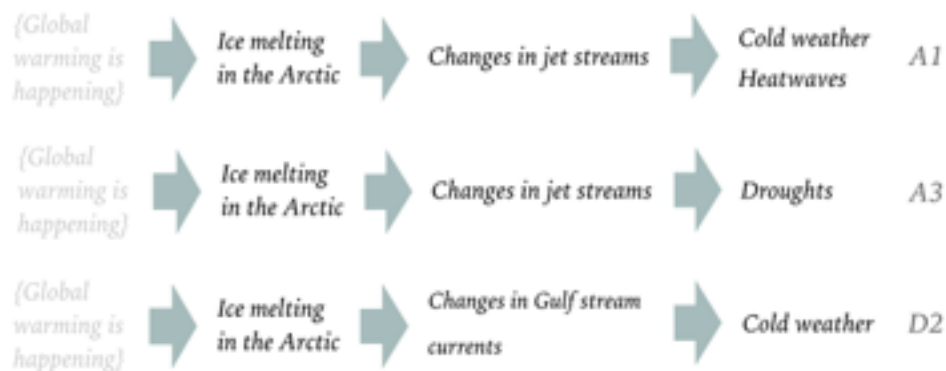 {Global
warming is
happening}
Ice melting
in the Arctic
Changes in jet streams
Cold weather
Heatwaves
A1
{Global
warming is
happening}
Ice melting
in the Arctic
Changes in jet streams
Droughts
A3
{Global
warming is
happening}
Ice melting
in the Arctic
Changes in Gulf stream
currents
Cold weather
D2